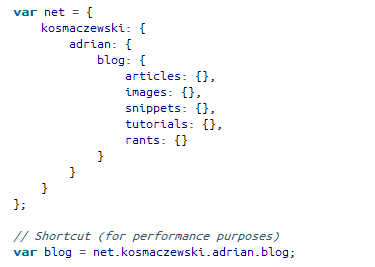 var net = {
    kosmaczewski: {
        adrian: {
            blog: {
                articles: {},
                images: {},
                snippets: {},
                tutorials: {},
                rants: {}
            }
        }
    }
};

// Shortcut (for performance purposes)
var blog = net.kosmaczewski.adrian.blog;